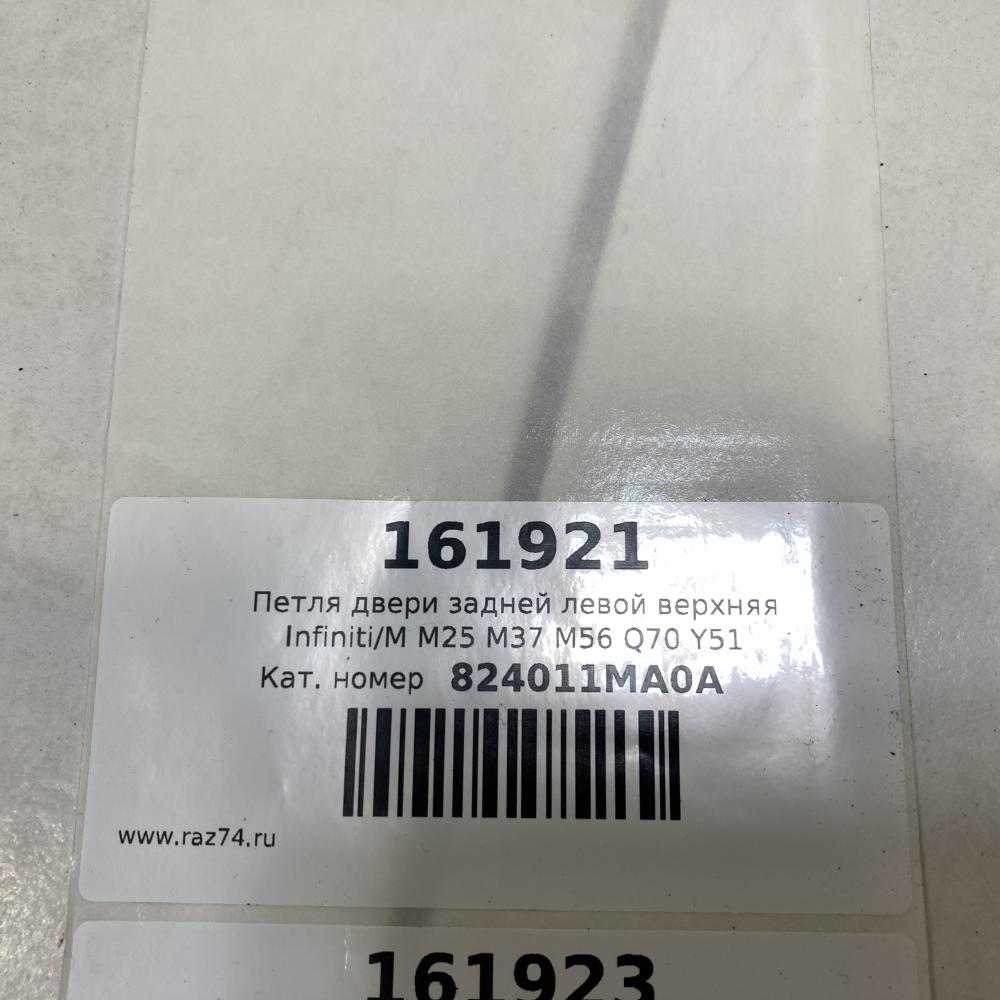 161921
Петля двери задней левой верхняя
Infiniti/M M25 M37 M56 Q70 Y51
Кат. номер 824011MA0A
www.raz74.ru
161923